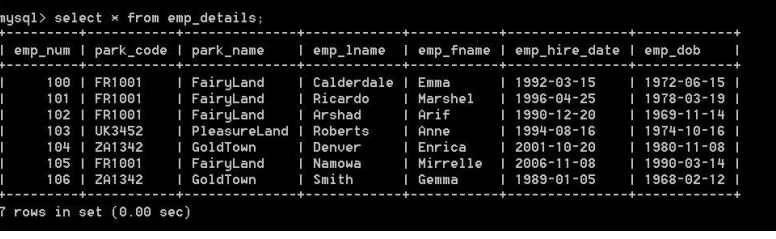 mysql> select * from emp_details;
+---------+-----------+--------------+------------+-----------+---------------+------------+
| emp_num | park_code | park_name    | emp_lname  | emp_fname | emp_hire_date | emp_dob    |
+---------+-----------+--------------+------------+-----------+---------------+------------+
|     100 | FR1001    | FairyLand    | Calderdale | Emma      | 1992-03-15    | 1972-06-15 |
|     101 | FR1001    | FairyLand    | Ricardo    | Marshel   | 1996-04-25    | 1978-03-19 |
|     102 | FR1001    | FairyLand    | Arshad     | Arif      | 1990-12-20    | 1969-11-14 |
|     103 | UK3452    | PleasureLand | Roberts    | Anne      | 1994-08-16    | 1974-10-16 |
|     104 | ZA1342    | GoldTown     | Denver     | Enrica    | 2001-10-20    | 1980-11-08 |
|     105 | FR1001    | FairyLand    | Namowa     | Mirrelle  | 2006-11-08    | 1990-03-14 |
|     106 | ZA1342    | GoldTown     | Smith      | Gemma     | 1989-01-05    | 1968-02-12 |
+---------+-----------+--------------+------------+-----------+---------------+------------+
7 rows in set (0.00 sec)